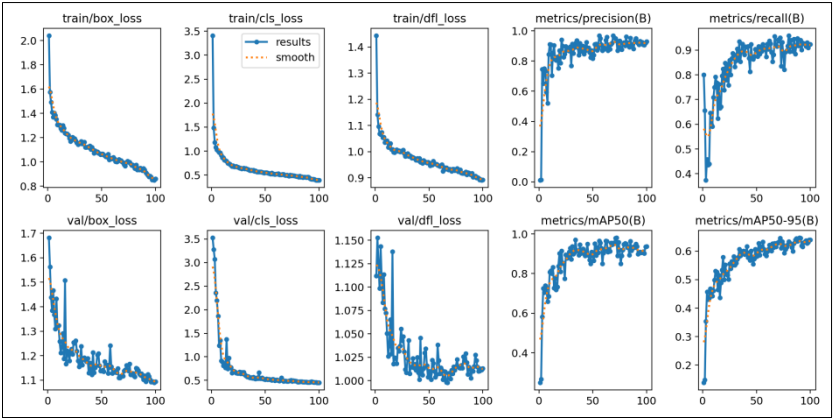 train/box_loss
train/cls_loss
train/dfl_loss
metrics/precision(B)
metrics/recall(B)
2.0
1.8
1.6
1.4
1.2
1.0
0.8
0 50 100
3.5
3.0
2.5
2.0
1.5
1.0
0.5
0 50 100
results
smooth
1.4
1.3
1.2
1.1
1.0
0.9
0 50 100
1.0
0.8
0.6
0.4
0.2
0.0
0 50 100
0.9
0.8
0.7
0.6
0.5
0.4
0 50 100
val/box_loss
val/cls_loss
val/dfl_loss
metrics/mAP50(B)
metrics/mAP50-95(B)
1.7
1.6
1.5
1.4
1.3
1.2
1.1
0 50 100
3.5
3.0
2.5
2.0
1.5
1.0
0.5
0 50 100
1.150
1.125
1.100
1.075
1.050
1.025
1.000
0 50 100
1.0
0.8
0.6
0.4
0 50 100
0.6
0.5
0.4
0.3
0.2
0 50 100